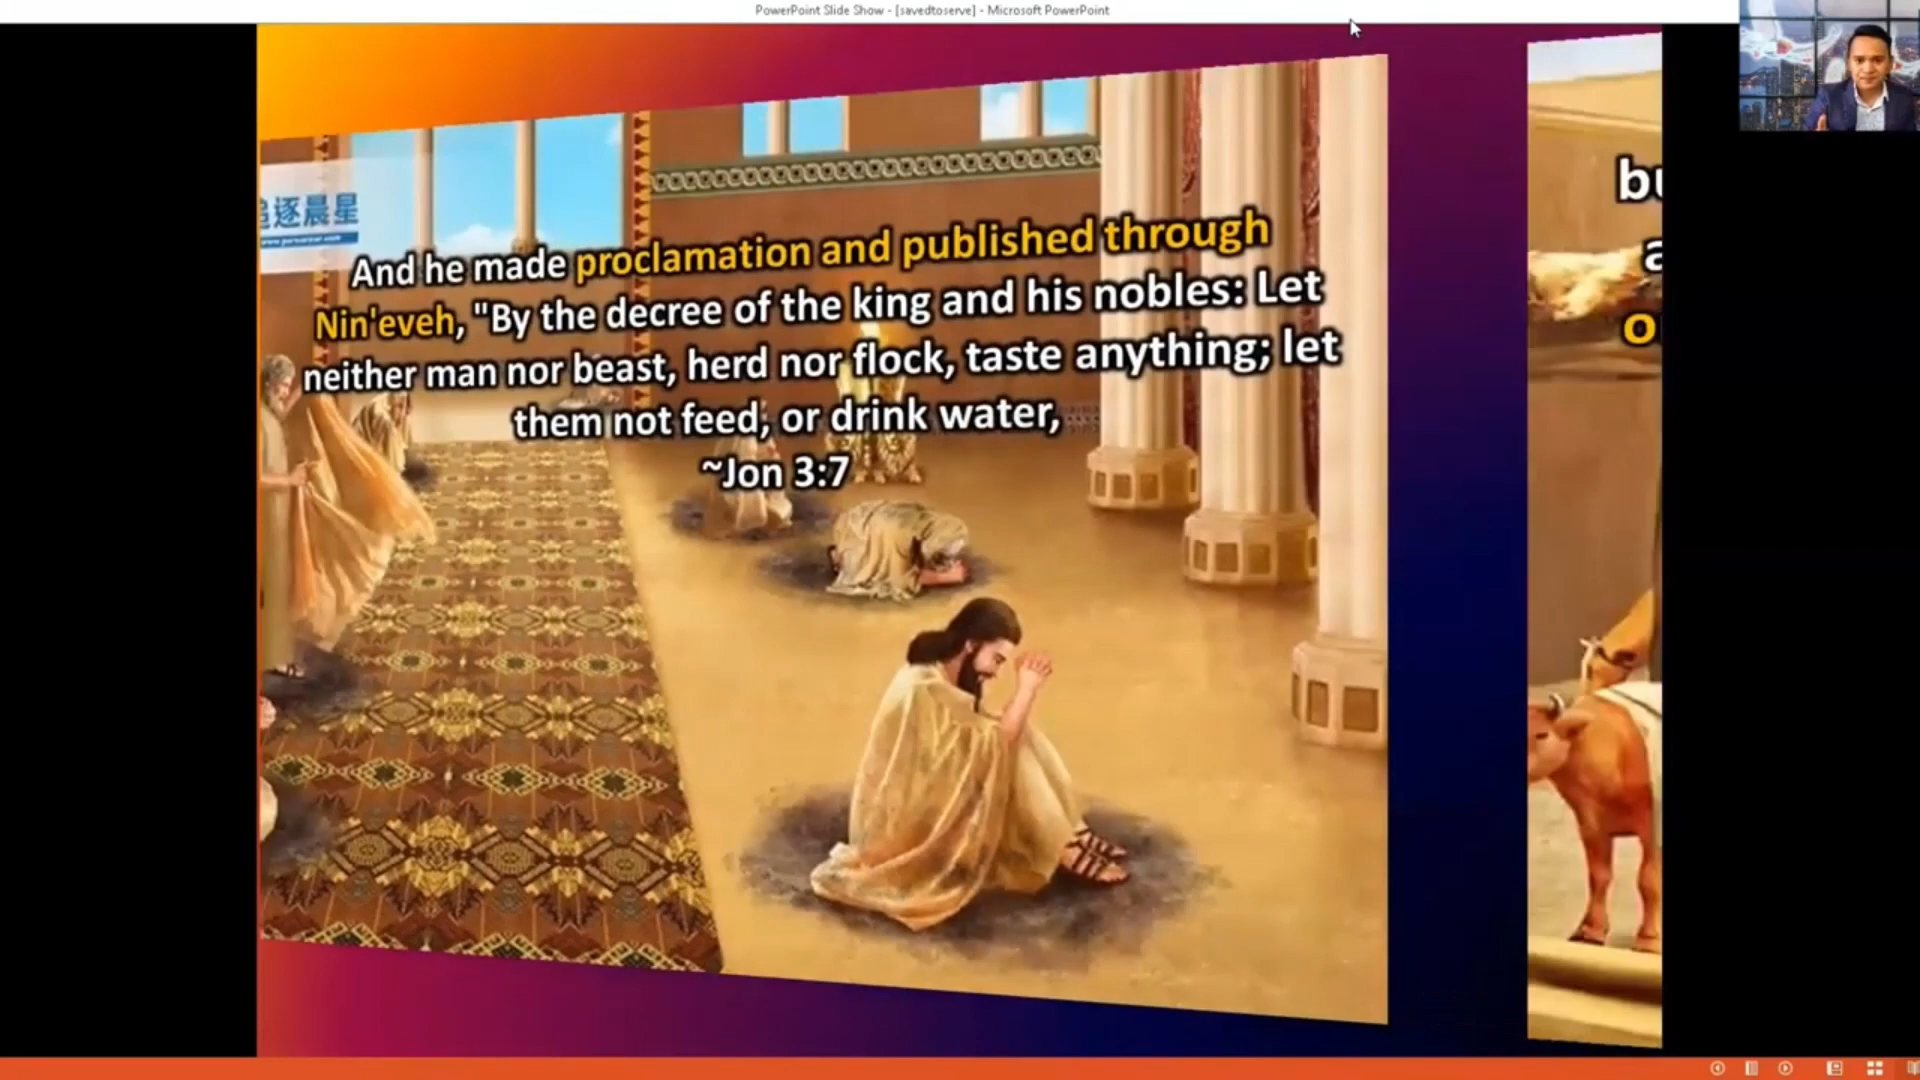 PowerPoint Slide Show - [savedtoserve] - Microsoft PowerPoint
追逐晨星
And he made proclamation and published through
Nin'eveh, "By the decree of the king and his nobles: Let
neither man nor beast, herd nor flock, taste anything; let
them not feed, or drink water,
~Jon 3:7